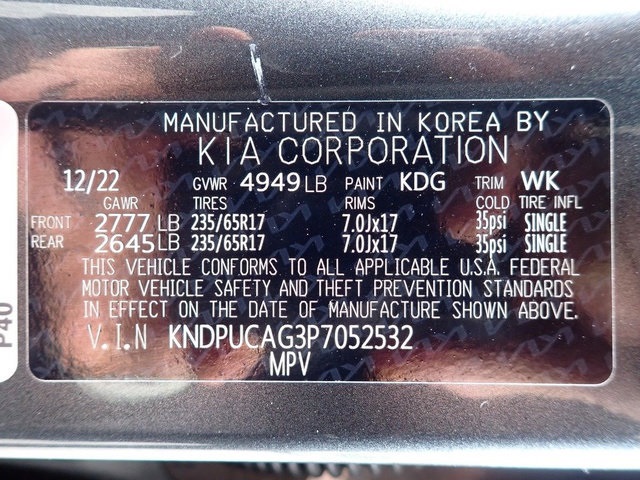 MANUFACTURED IN KOREA BY
KIA CORPORATION
12/22 GVWR 4949 LB PAINT KDG TRIM WK
GAWR TIRES RIMS COLD TIRE INFL
FRONT 2777 LB 235/65R17 7.0Jx17 35psi SINGLE
REAR 2645 LB 235/65R17 7.0Jx17 35psi SINGLE
THIS VEHICLE CONFORMS TO ALL APPLICABLE U.S.A. FEDERAL
MOTOR VEHICLE SAFETY AND THEFT PREVENTION STANDARDS
IN EFFECT ON THE DATE OF MANUFACTURE SHOWN ABOVE.
V.I.N KNDPUCAG3P7052532
MPV
P40